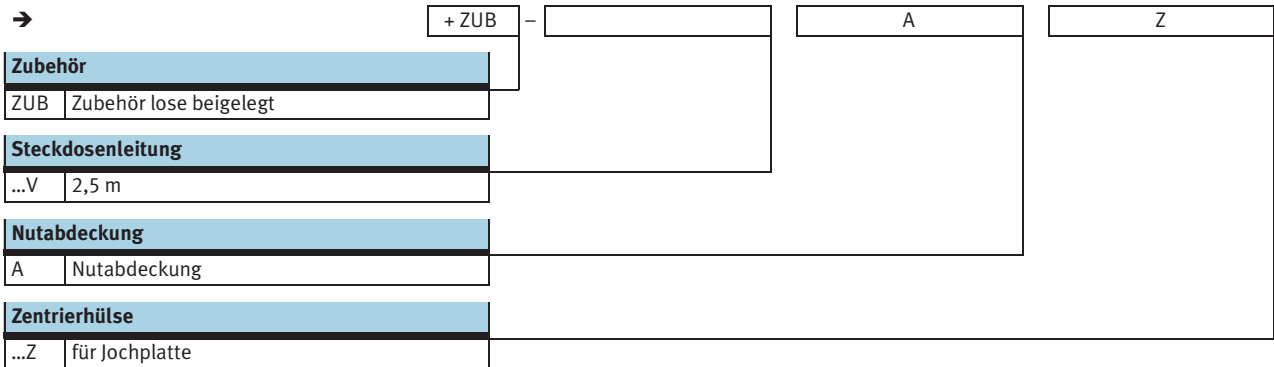 ➔ + ZUB – A Z
Zubehör
ZUB Zubehör lose beigelegt
Steckdosenleitung
...V 2,5 m
Nutabdeckung
A Nutabdeckung
Zentrierhülse
...Z für Jochplatte